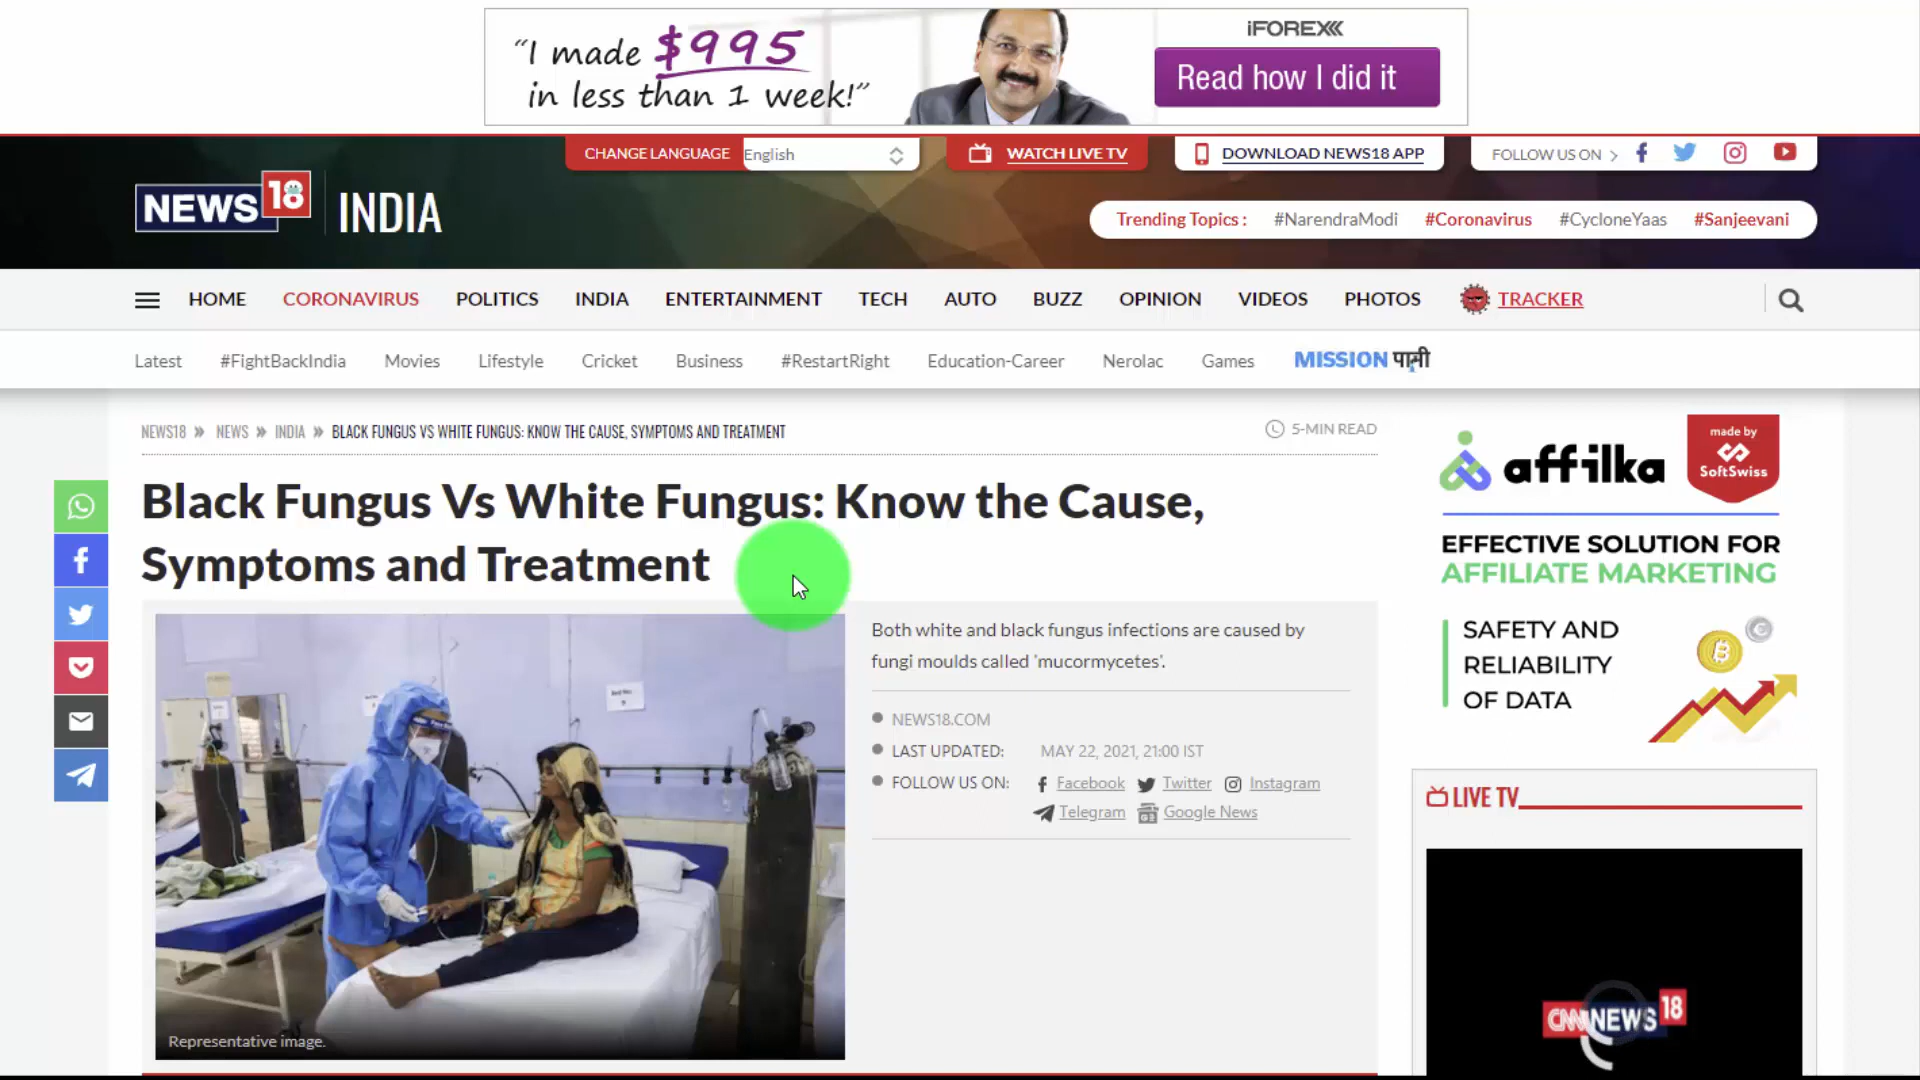 “I made $995
in less than 1 week!”
iFOREX
Read how I did it
CHANGE LANGUAGE
English
WATCH LIVE TV
DOWNLOAD NEWS18 APP
FOLLOW US ON
NEWS 18
INDIA
Trending Topics :
#NarendraModi
#Coronavirus
#CycloneYaas
#Sanjeevani
HOME
CORONAVIRUS
POLITICS
INDIA
ENTERTAINMENT
TECH
AUTO
BUZZ
OPINION
VIDEOS
PHOTOS
TRACKER
Latest
#FightBackIndia
Movies
Lifestyle
Cricket
Business
#RestartRight
Education-Career
Nerolac
Games
MISSION पानी
NEWS18 » NEWS » INDIA » BLACK FUNGUS VS WHITE FUNGUS: KNOW THE CAUSE, SYMPTOMS AND TREATMENT
5-MIN READ
Black Fungus Vs White Fungus: Know the Cause,
Symptoms and Treatment
Representative image.
Both white and black fungus infections are caused by
fungi moulds called 'mucormycetes'.
NEWS18.COM
LAST UPDATED: MAY 22, 2021, 21:00 IST
FOLLOW US ON: Facebook Twitter Instagram
Telegram Google News
affilka
made by
SOFTSWISS
EFFECTIVE SOLUTION FOR
AFFILIATE MARKETING
SAFETY AND
RELIABILITY
OF DATA
LIVE TV
CNN NEWS 18